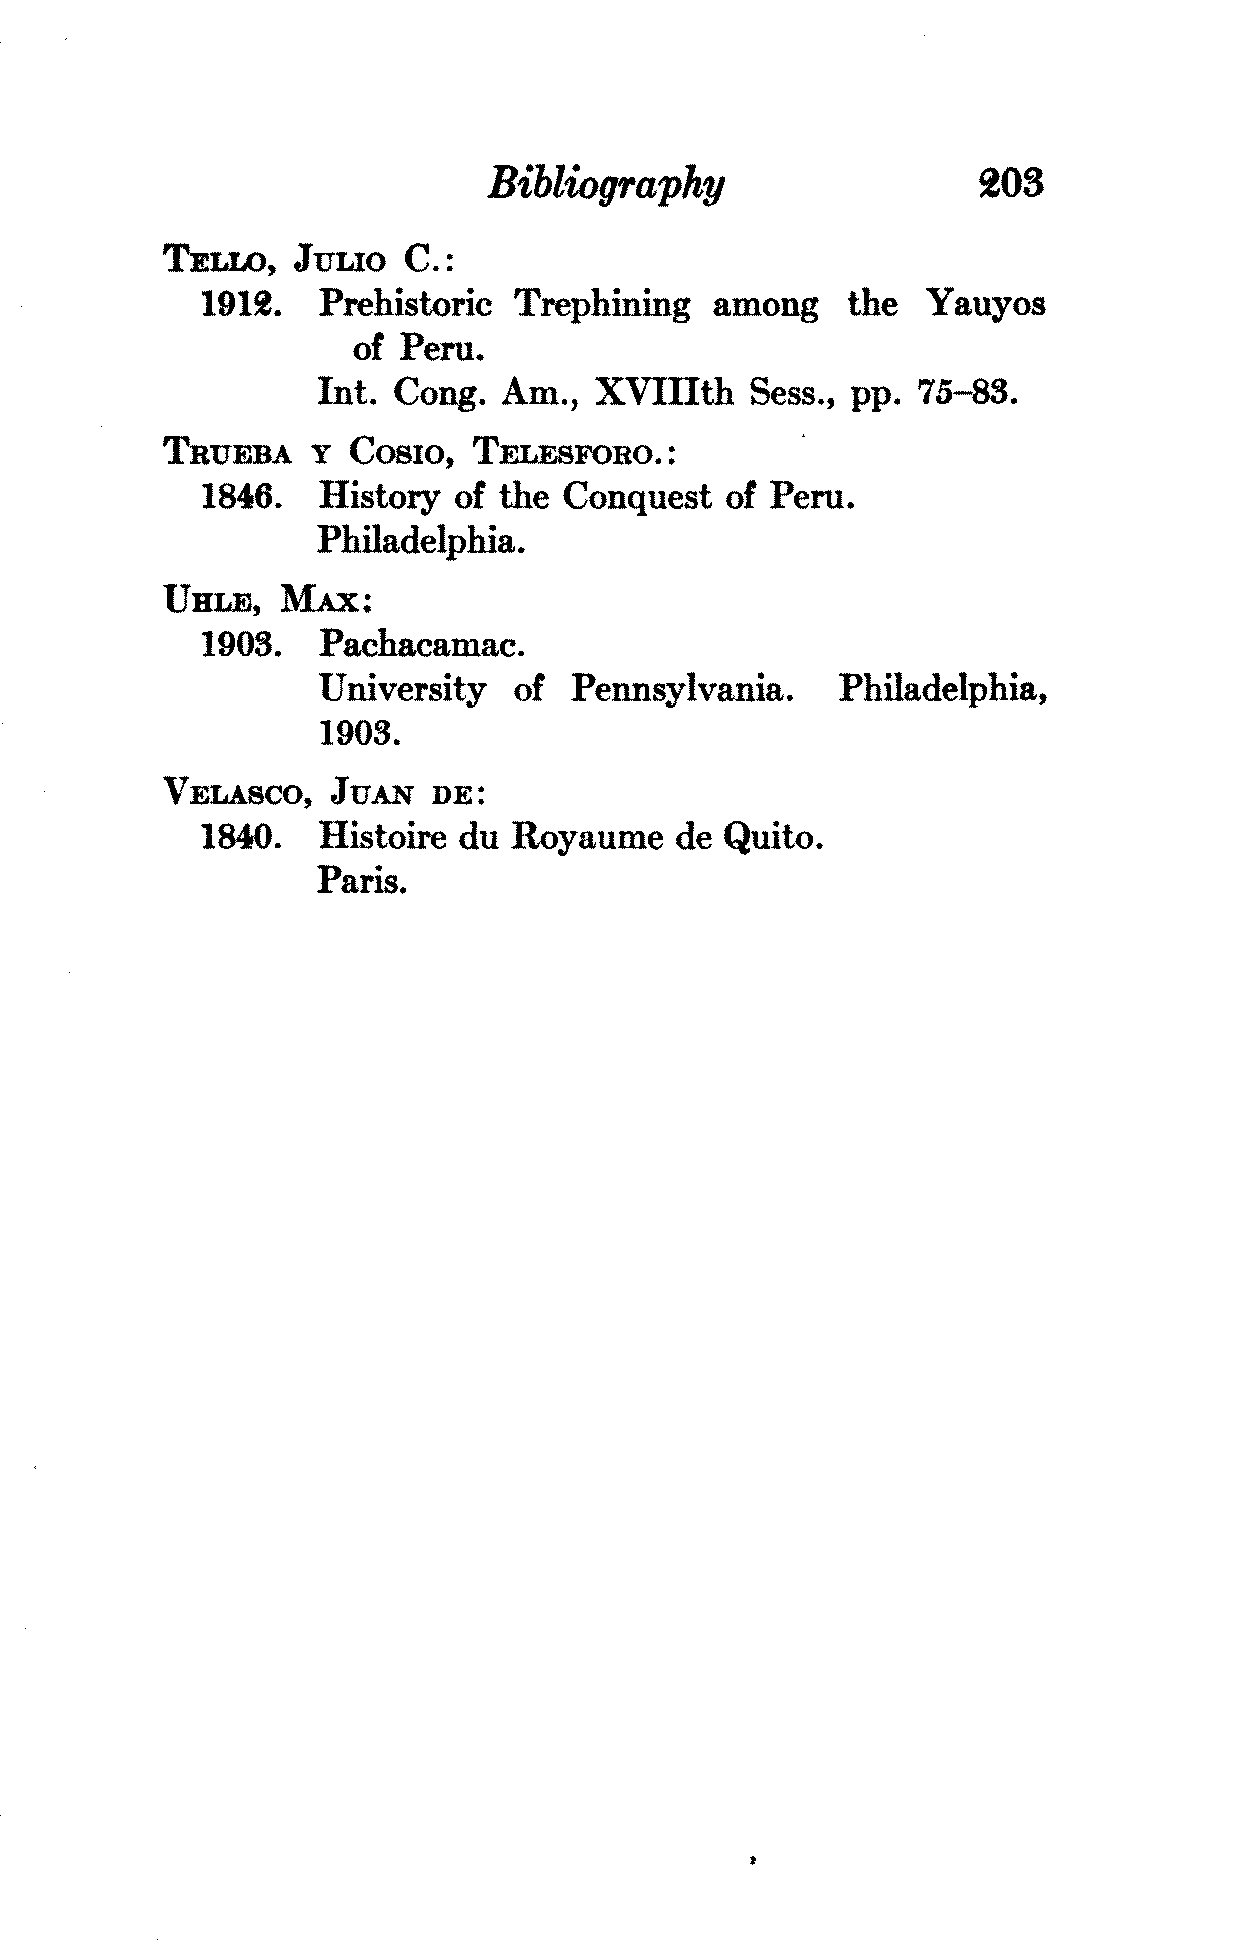 Bibliography 203
TELLO, JULIO C.:
1912. Prehistoric Trephining among the Yauyos
of Peru.
Int. Cong. Am., XVIIIth Sess., pp. 75–83.
TRUEBA Y COSIO, TELESFORO.:
1846. History of the Conquest of Peru.
Philadelphia.
UHLE, MAX:
1903. Pachacamac.
University of Pennsylvania. Philadelphia,
1903.
VELASCO, JUAN DE:
1840. Histoire du Royaume de Quito.
Paris.